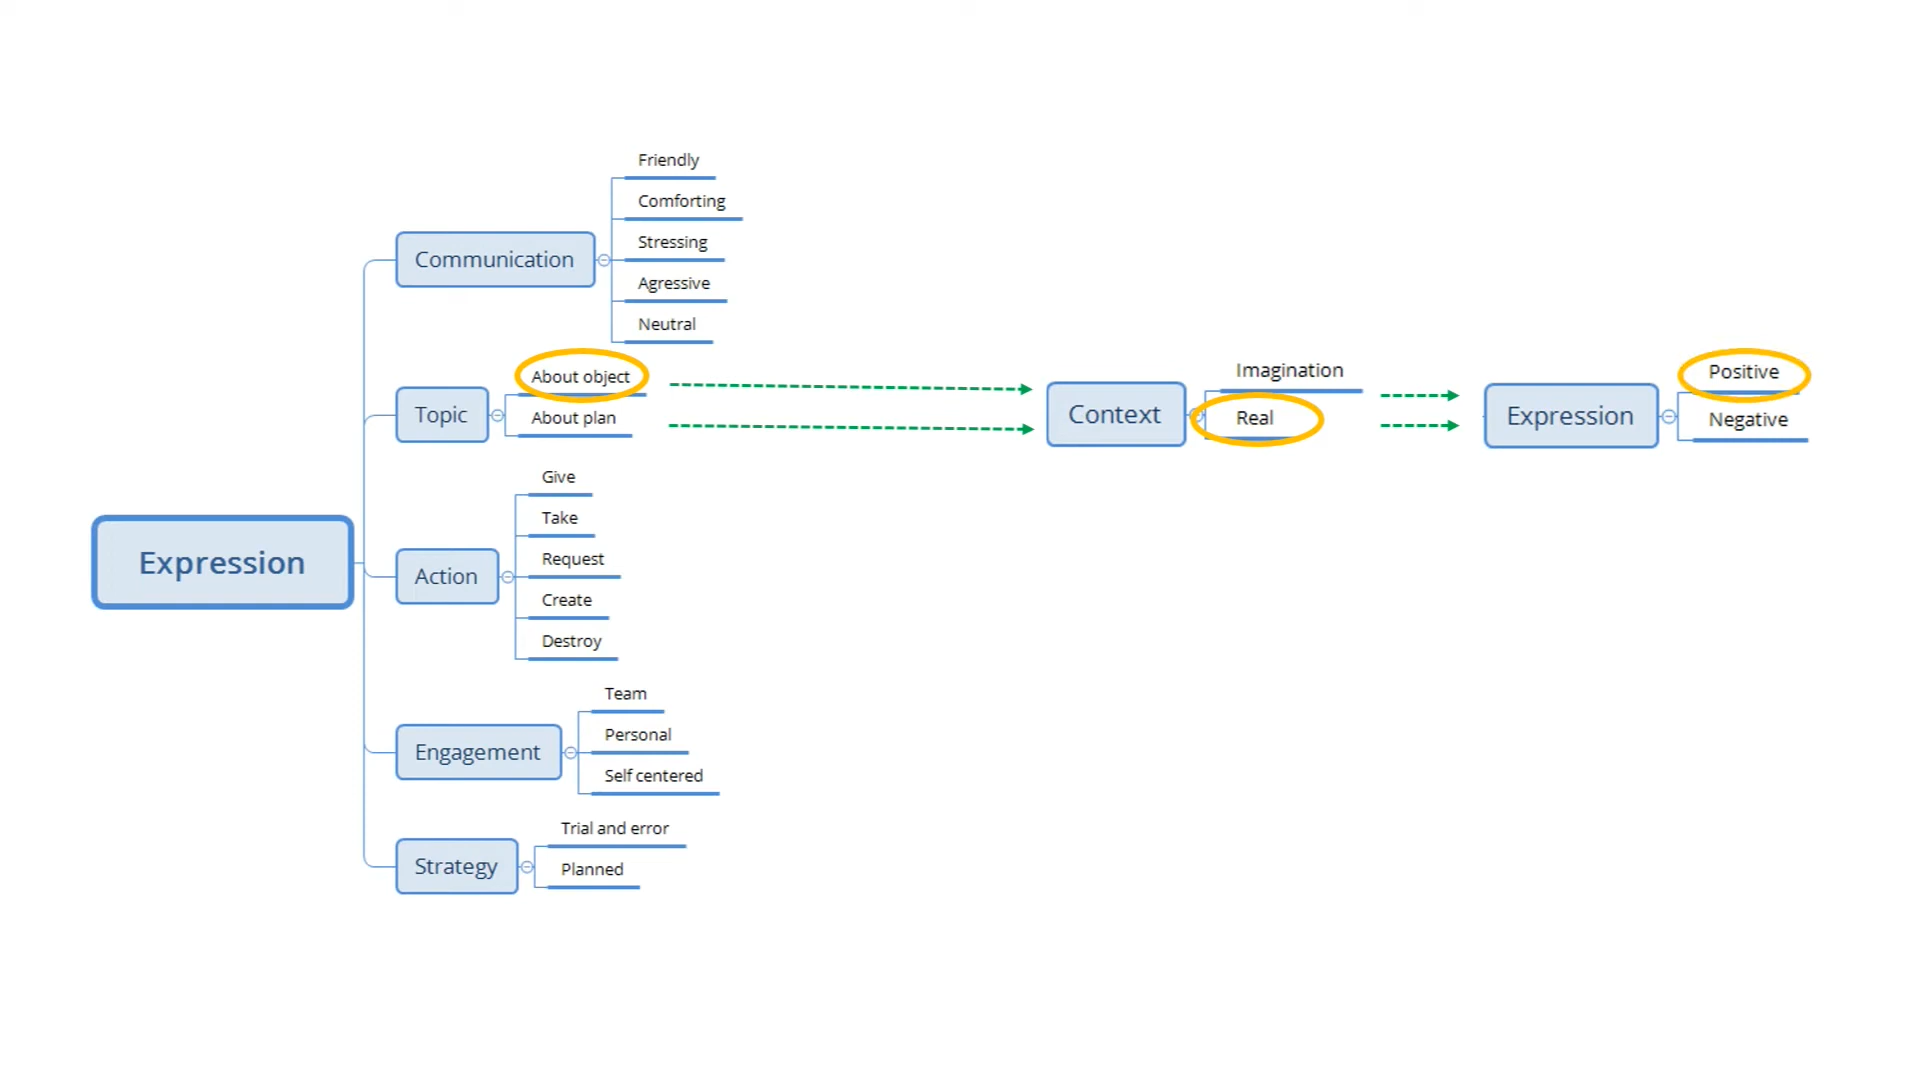 Expression
Communication
Friendly
Comforting
Stressing
Agressive
Neutral
Topic
About object
About plan
Context
Imagination
Real
Expression
Positive
Negative
Action
Give
Take
Request
Create
Destroy
Engagement
Team
Personal
Self centered
Strategy
Trial and error
Planned